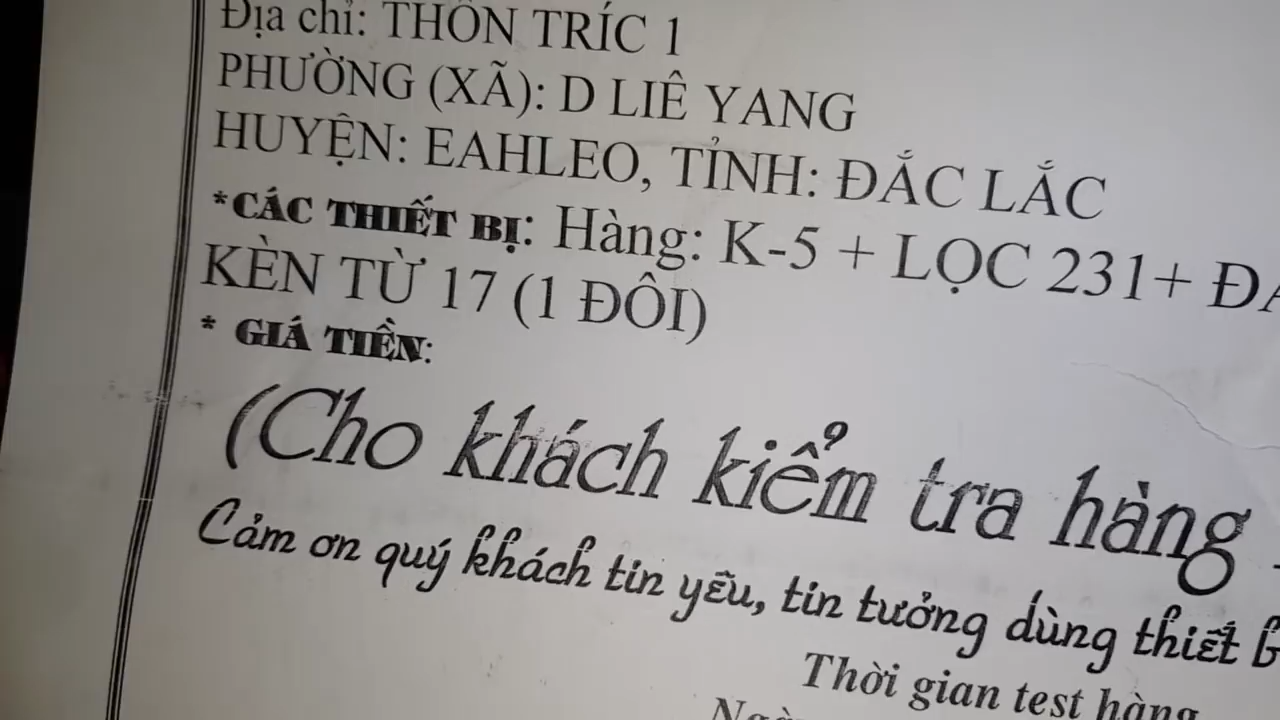 Địa chỉ: THÔN TRÍC 1
PHƯỜNG (XÃ): D LIÊ YANG
HUYỆN: EAHLEO, TỈNH: ĐẮC LẮC
*CÁC THIẾT BỊ: Hàng: K-5 + LỌC 231+
KÈN TỪ 17 (1 ĐÔI)
* GIÁ TIỀN:
(Cho khách kiểm tra hàng
Cảm ơn quý khách tin yêu, tin tưởng dùng thiết
Thời gian test hàng